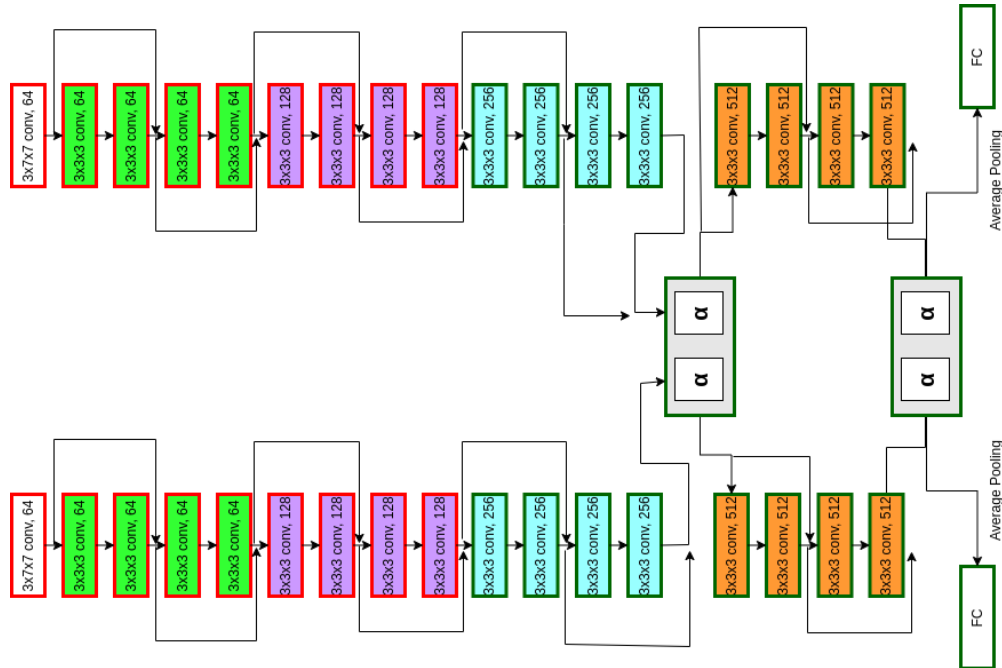 3x7x7 conv, 64
3x3x3 conv, 64
3x3x3 conv, 64
3x3x3 conv, 64
3x3x3 conv, 64
3x3x3 conv, 128
3x3x3 conv, 128
3x3x3 conv, 128
3x3x3 conv, 128
3x3x3 conv, 256
3x3x3 conv, 256
3x3x3 conv, 256
3x3x3 conv, 256
3x3x3 conv, 512
3x3x3 conv, 512
3x3x3 conv, 512
3x3x3 conv, 512
FC
Average Pooling
α
α
α
α
3x7x7 conv, 64
3x3x3 conv, 64
3x3x3 conv, 64
3x3x3 conv, 64
3x3x3 conv, 64
3x3x3 conv, 128
3x3x3 conv, 128
3x3x3 conv, 128
3x3x3 conv, 128
3x3x3 conv, 256
3x3x3 conv, 256
3x3x3 conv, 256
3x3x3 conv, 256
3x3x3 conv, 512
3x3x3 conv, 512
3x3x3 conv, 512
3x3x3 conv, 512
Average Pooling
FC